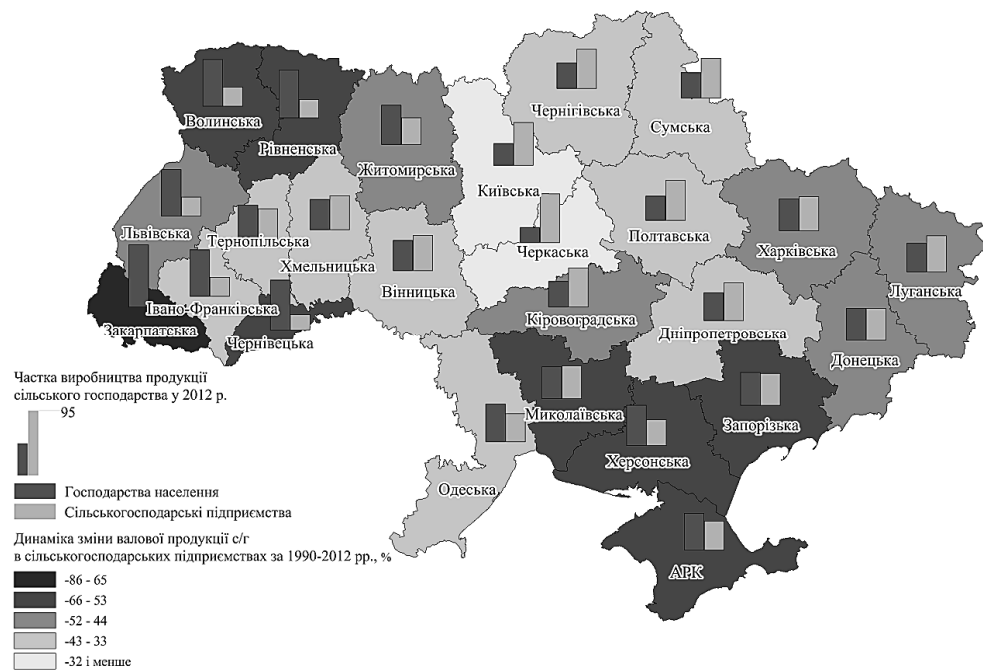 Чернігівська
Волинська
Сумська
Рівненська
Житомирська
Київська
Львівська
Тернопільська
Полтавська
Харківська
Черкаська
Хмельницька
Вінницька
Луганська
Івано-Франківська
Кіровоградська
Закарпатська
Дніпропетровська
Чернівецька
Донецька
Частка виробництва продукції
сільського господарства у 2012 р.
95
Миколаївська
Запорізька
Херсонська
Одеська
Господарства населення
Сільськогосподарські підприємства
Динаміка зміни валової продукції с/г
в сільськогосподарських підприємствах за 1990-2012 рр., %
АРК
-86 - 65
-66 - 53
-52 - 44
-43 - 33
-32 і менше